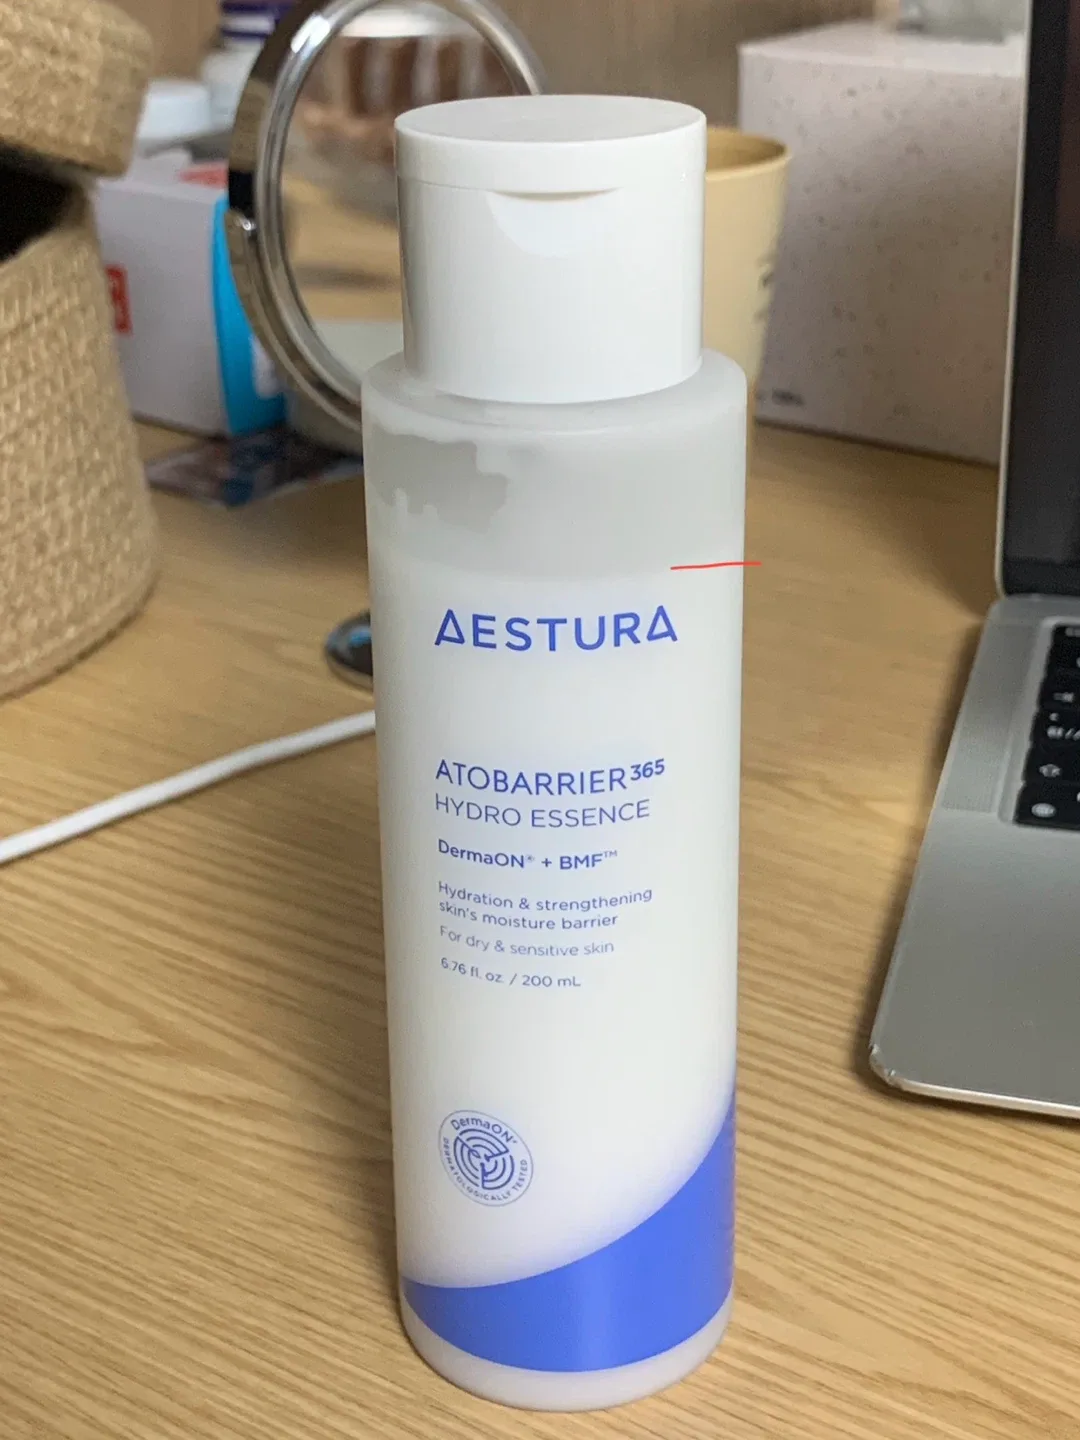 AESTURA
ATOBARRIER365
HYDRO ESSENCE
DermaON® + BMF™
Hydration & strengthening
skin's moisture barrier
For dry & sensitive skin
6.76 fl. oz. / 200 mL
DermaON®
DERMATOLOGICALLY TESTED